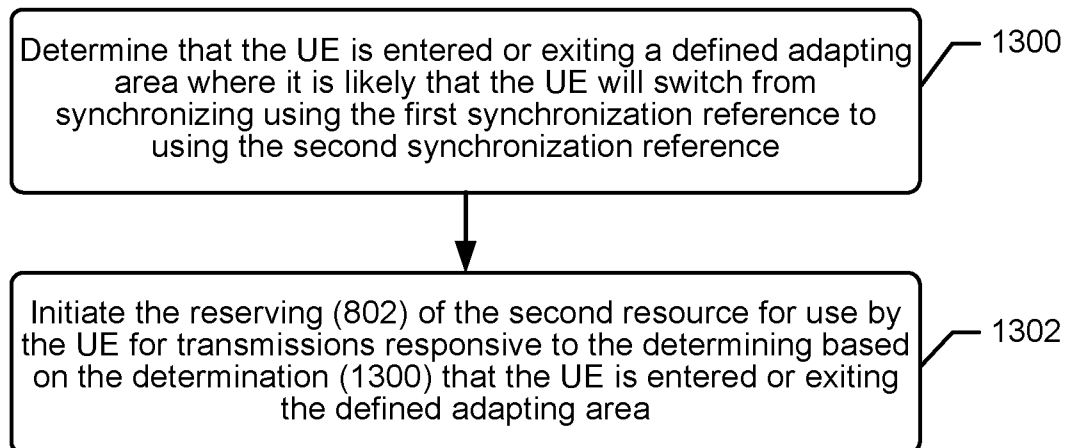 Determine that the UE is entered or exiting a defined adapting
area where it is likely that the UE will switch from
synchronizing using the first synchronization reference to
using the second synchronization reference
1300
Initiate the reserving (802) of the second resource for use by
the UE for transmissions responsive to the determining based
on the determination (1300) that the UE is entered or exiting
the defined adapting area
1302